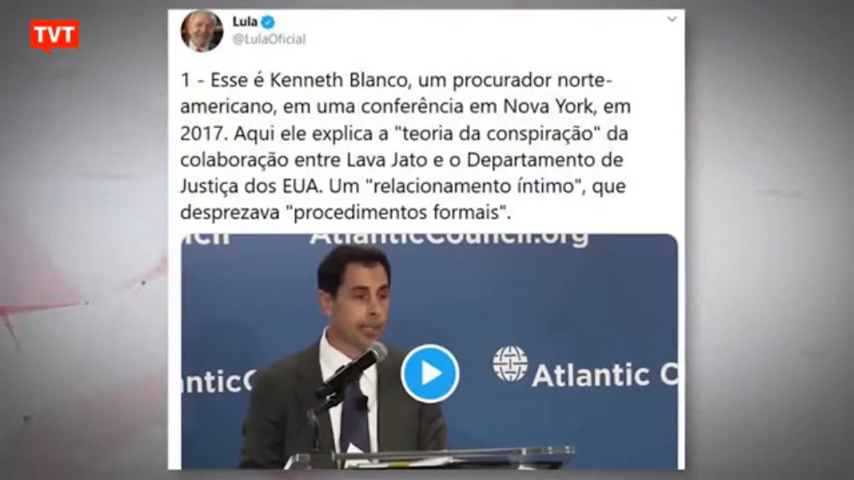 TVT
Lula
@LulaOficial
1 - Esse é Kenneth Blanco, um procurador norte-
americano, em uma conferência em Nova York, em
2017. Aqui ele explica a "teoria da conspiração" da
colaboração entre Lava Jato e o Departamento de
Justiça dos EUA. Um "relacionamento íntimo", que
desprezava "procedimentos formais".
AtlanticCouncil.org
Atlantic C